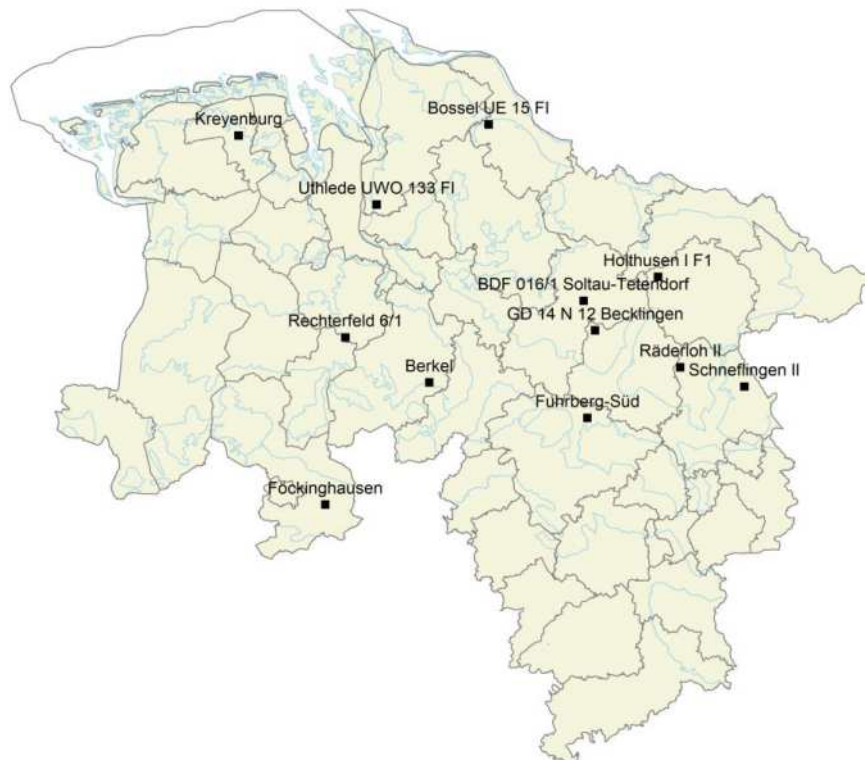 Bossel UE 15 FI
Kreyenburg
Uthlede UWO 133 FI
Holthusen I F1
BDF 016/1 Soltau-Tetendorf
GD 14 N 12 Becklingen
Rechterfeld 6/1
Räderloh II
Schneflingen II
Berkel
Fuhrberg-Süd
Föckinghausen